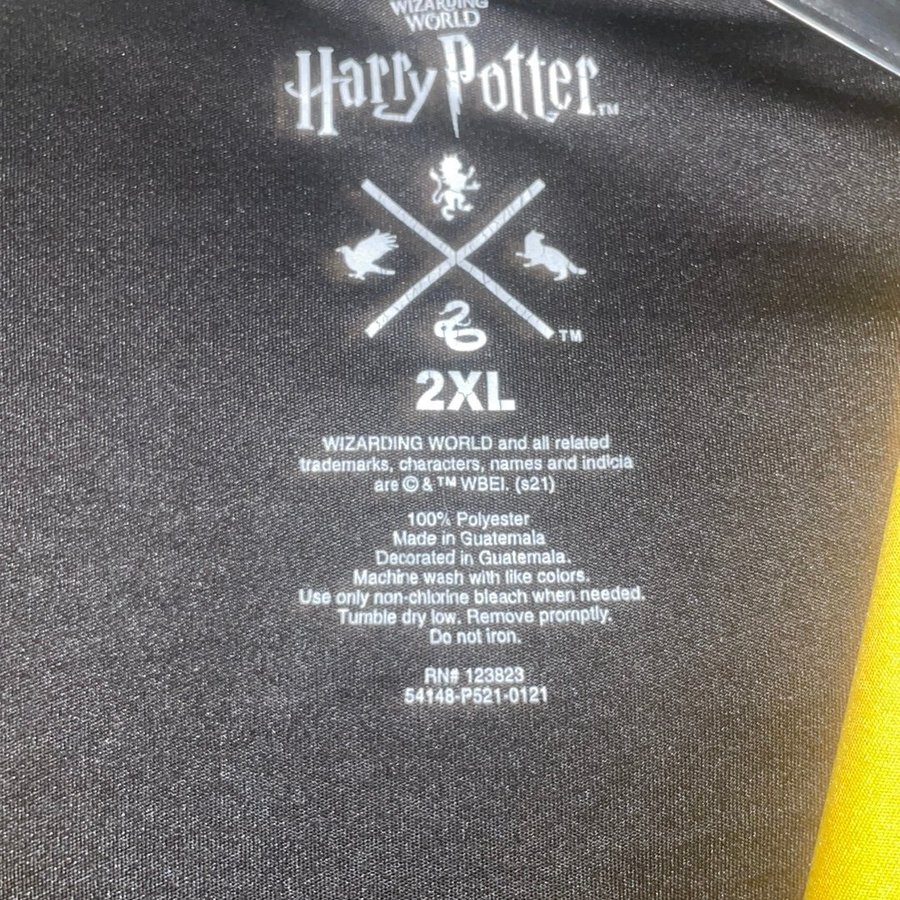 WIZARDING
WORLD
Harry Potter™
™
2XL
WIZARDING WORLD and all related
trademarks, characters, names and indicia
are © & ™ WBEI. (s21)
100% Polyester
Made in Guatemala
Decorated in Guatemala.
Machine wash with like colors.
Use only non-chlorine bleach when needed.
Tumble dry low. Remove promptly.
Do not iron.
RN# 123823
54148-P521-0121